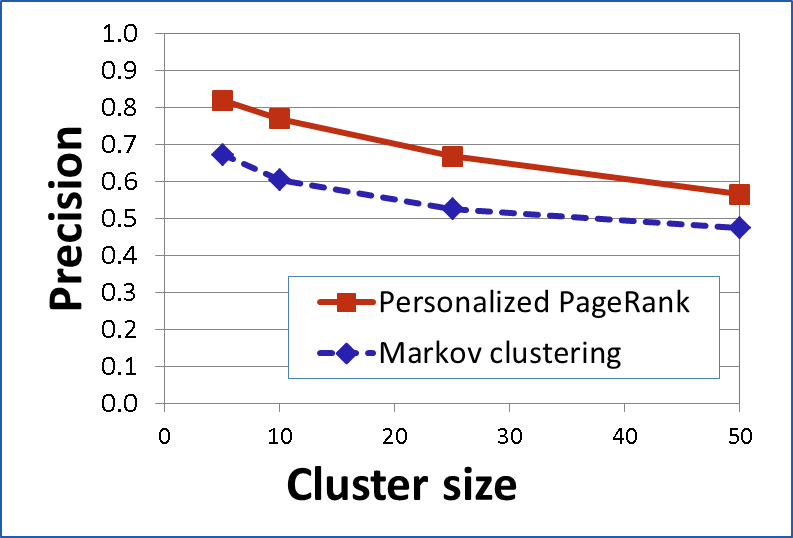 1.0
0.9
0.8
0.7
0.6
0.5
0.4
0.3
0.2
0.1
0.0
Precision
Personalized PageRank
Markov clustering
0 10 20 30 40 50
Cluster size